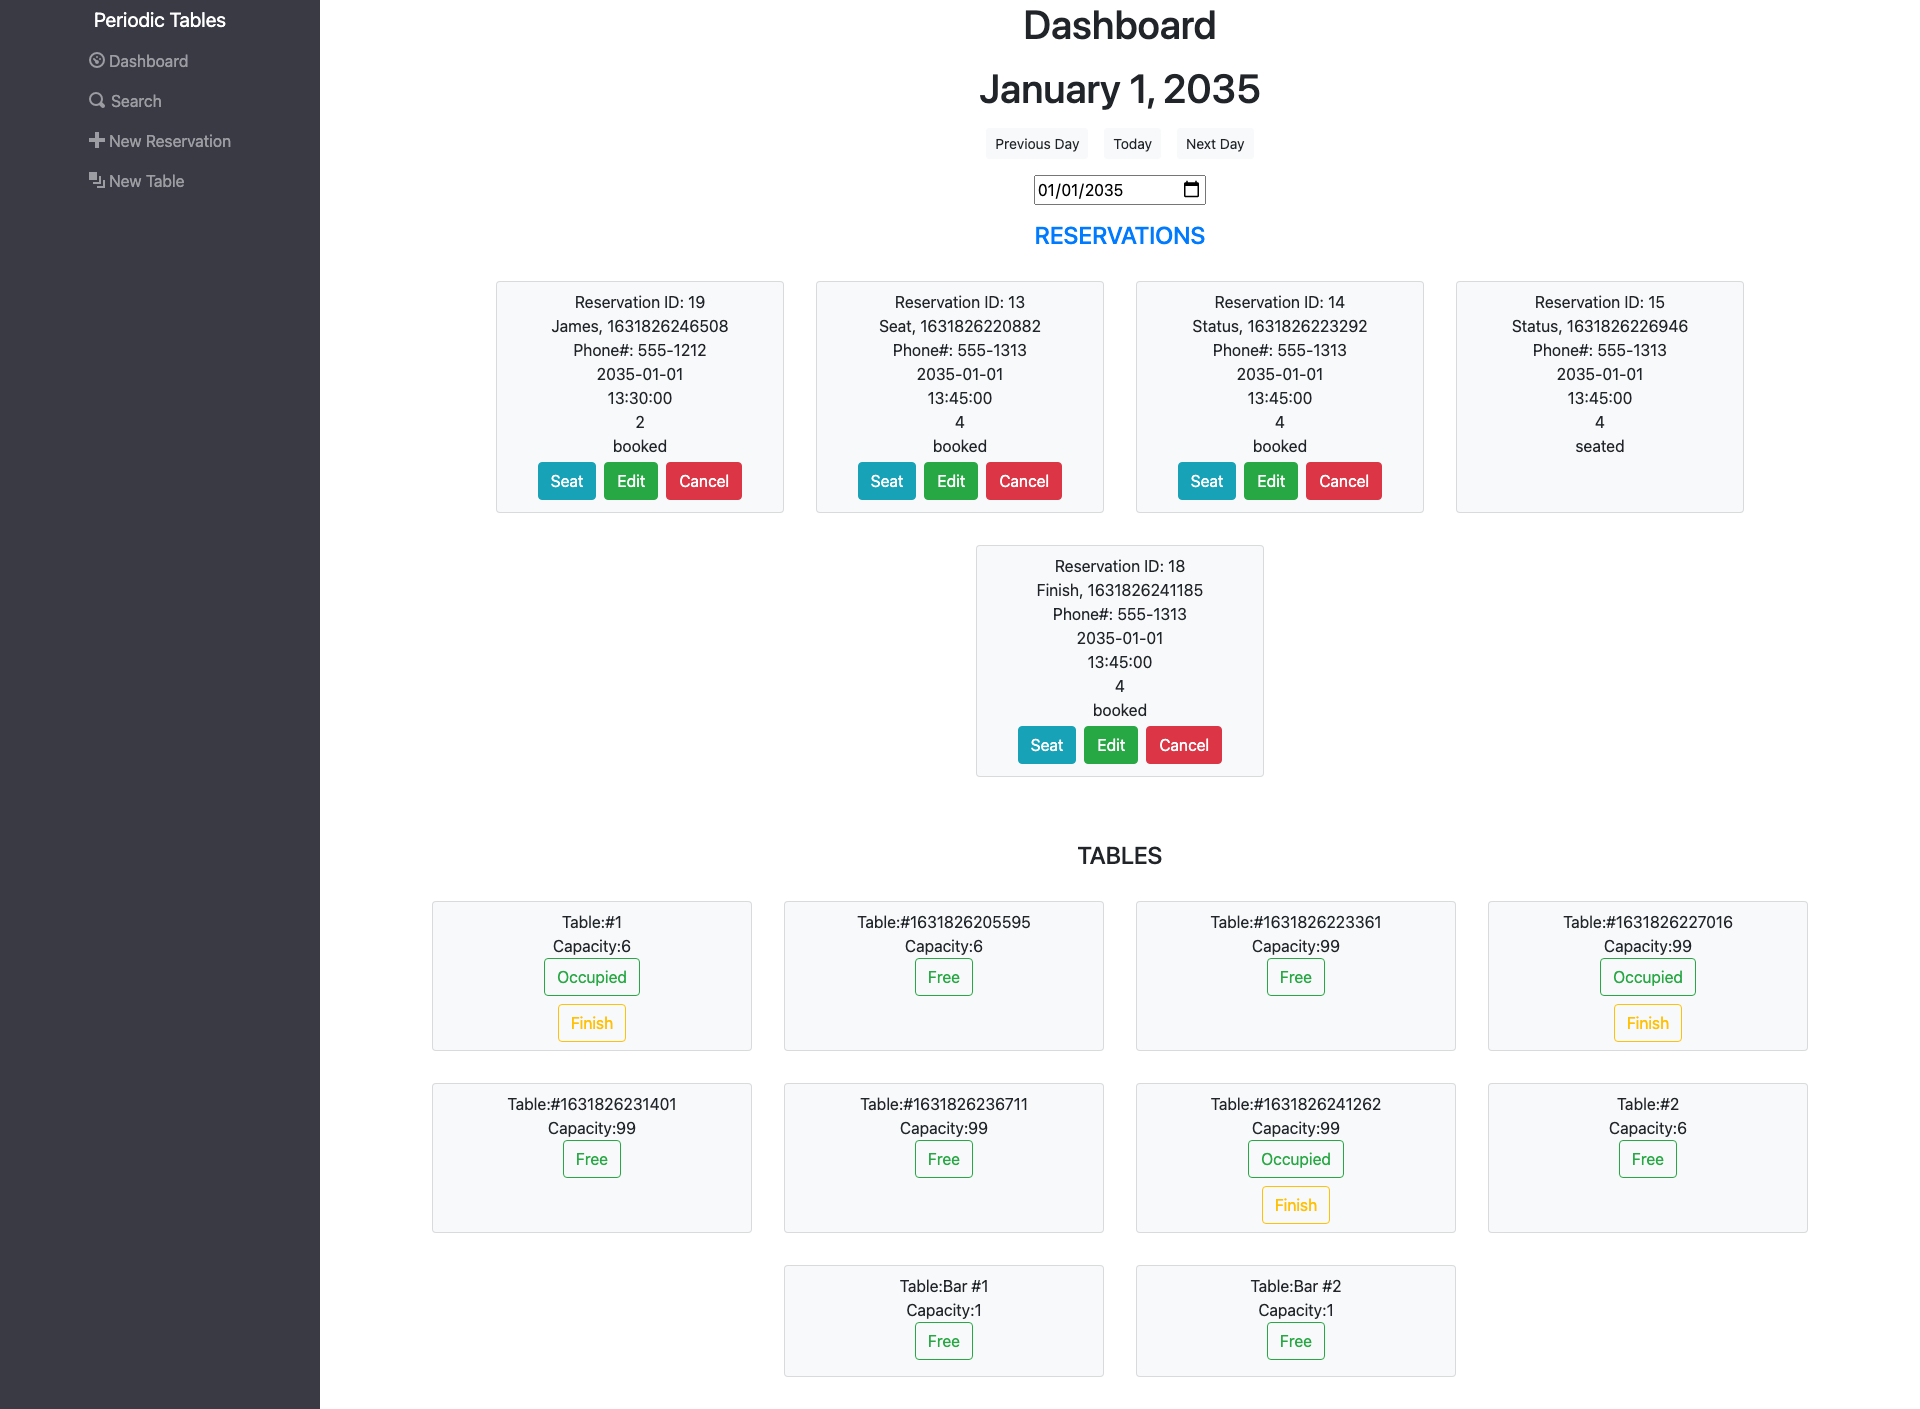 Periodic Tables
Dashboard
Search
New Reservation
New Table
Dashboard
January 1, 2035
Previous Day Today Next Day
01/01/2035
RESERVATIONS
Reservation ID: 19
James, 1631826246508
Phone#: 555-1212
2035-01-01
13:30:00
2
booked
Seat Edit Cancel
Reservation ID: 13
Seat, 1631826220882
Phone#: 555-1313
2035-01-01
13:45:00
4
booked
Seat Edit Cancel
Reservation ID: 14
Status, 1631826223292
Phone#: 555-1313
2035-01-01
13:45:00
4
booked
Seat Edit Cancel
Reservation ID: 15
Status, 1631826226946
Phone#: 555-1313
2035-01-01
13:45:00
4
seated
Reservation ID: 18
Finish, 1631826241185
Phone#: 555-1313
2035-01-01
13:45:00
4
booked
Seat Edit Cancel
TABLES
Table:#1
Capacity:6
Occupied
Finish
Table:#1631826205595
Capacity:6
Free
Table:#1631826223361
Capacity:99
Free
Table:#1631826227016
Capacity:99
Occupied
Finish
Table:#1631826231401
Capacity:99
Free
Table:#1631826236711
Capacity:99
Free
Table:#1631826241262
Capacity:99
Occupied
Finish
Table:#2
Capacity:6
Free
Table:Bar #1
Capacity:1
Free
Table:Bar #2
Capacity:1
Free